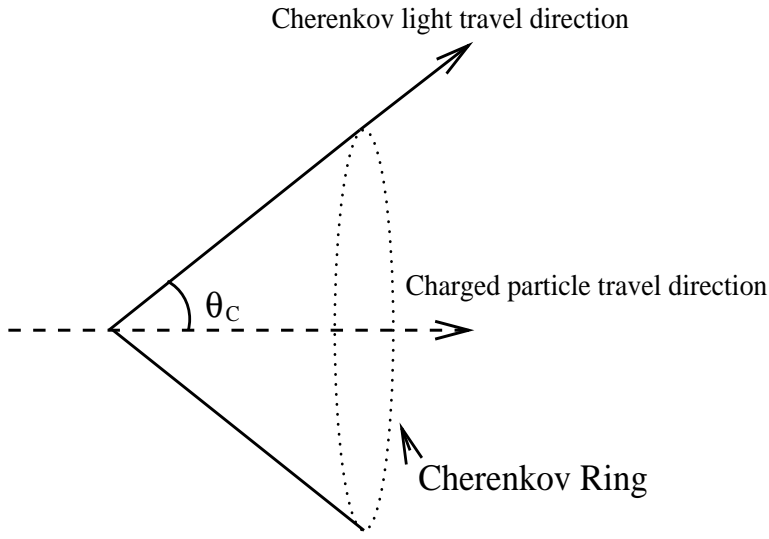 Cherenkov light travel direction
Charged particle travel direction
θC
Cherenkov Ring